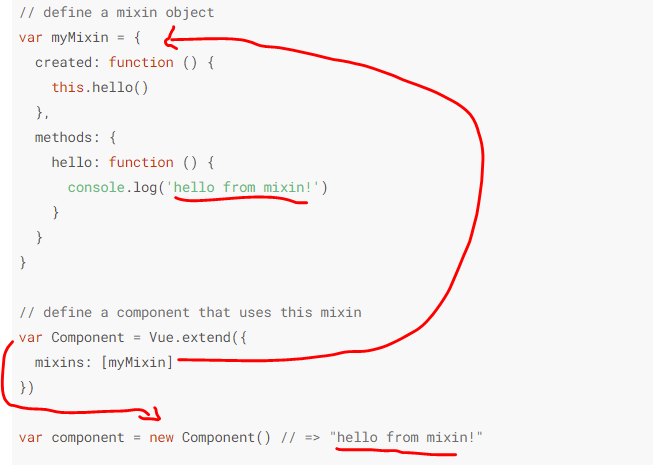 // define a mixin object
var myMixin = {
  created: function () {
    this.hello()
  },
  methods: {
    hello: function () {
      console.log('hello from mixin!')
    }
  }
}

// define a component that uses this mixin
var Component = Vue.extend({
  mixins: [myMixin]
})

var component = new Component() // => "hello from mixin!"